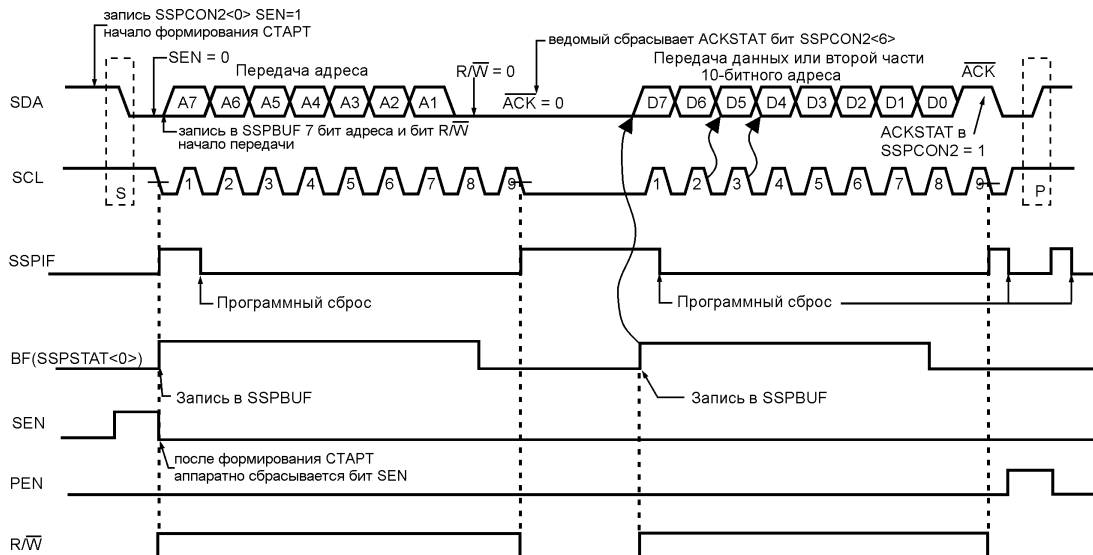 запись SSPCON2<0> SEN=1
начало формирования СТАРТ
SEN = 0
Передача адреса
R/W̅ = 0
ведомый сбрасывает ACKSTAT бит SSPCON2<6>
Передача данных или второй части
10-битного адреса
A̅C̅K̅
SDA
A7 A6 A5 A4 A3 A2 A1
A̅C̅K̅ = 0
D7 D6 D5 D4 D3 D2 D1 D0
запись в SSPBUF 7 бит адреса и бит R/W̅
начало передачи
ACKSTAT в
SSPCON2 = 1
SCL
S
1 2 3 4 5 6 7 8 9
1 2 3 4 5 6 7 8 9
P
SSPIF
Программный сброс
Программный сброс
BF(SSPSTAT<0>)
Запись в SSPBUF
Запись в SSPBUF
SEN
после формирования СТАРТ
аппаратно сбрасывается бит SEN
PEN
R/W̅